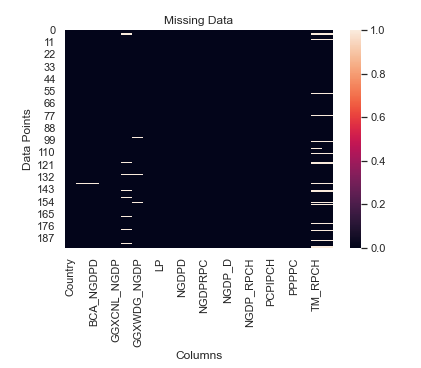 Missing Data
0
11
22
33
44
55
66
77
88
99
110
121
132
143
154
165
176
187
Data Points
Country
BCA_NGDPD
GGXCNL_NGDP
GGXWDG_NGDP
LP
NGDPD
NGDPRPC
NGDP_D
NGDP_RPCH
PCPIPCH
PPPPC
TM_RPCH
Columns
1.0
0.8
0.6
0.4
0.2
0.0